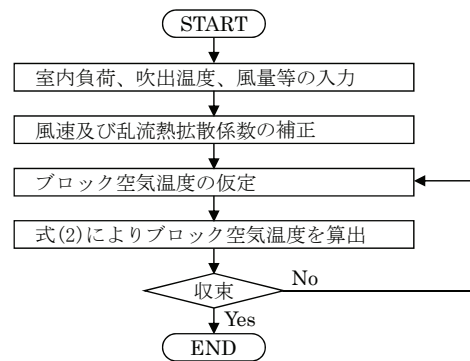 START
室内負荷、吹出温度、風量等の入力
風速及び乱流熱拡散係数の補正
ブロック空気温度の仮定
式(2)によりブロック空気温度を算出
収束
No
Yes
END